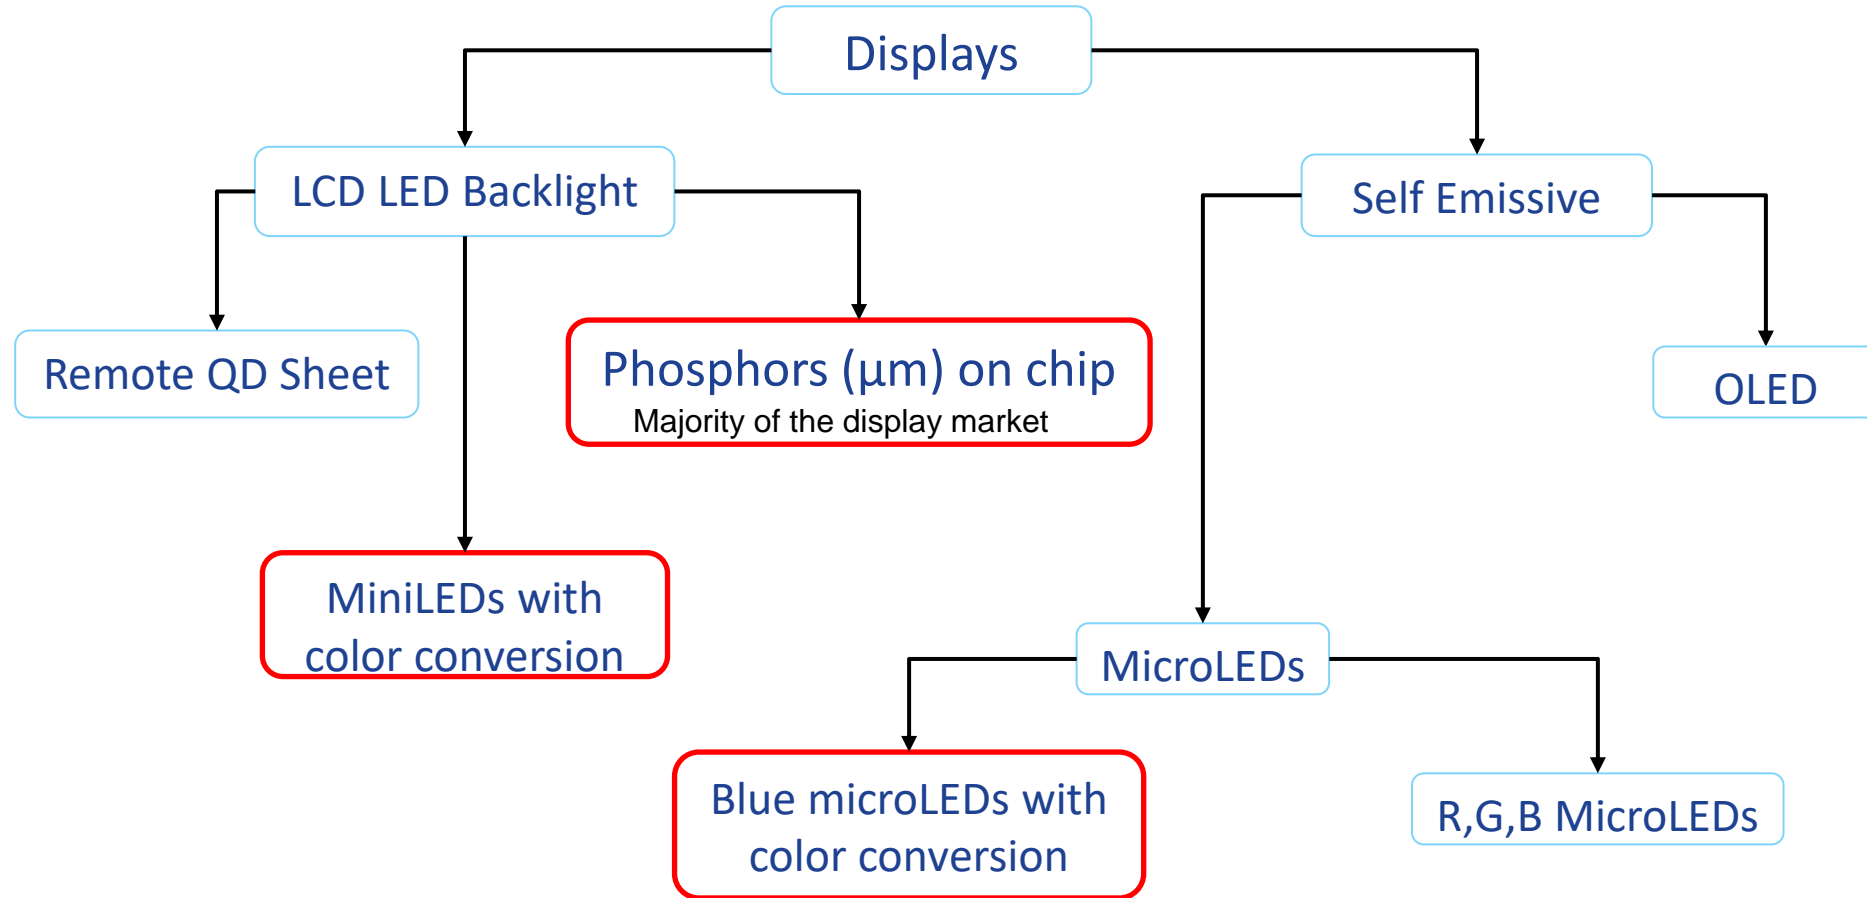 Displays
LCD LED Backlight
Self Emissive
Remote QD Sheet
Phosphors (µm) on chip
Majority of the display market
OLED
MiniLEDs with
color conversion
MicroLEDs
Blue microLEDs with
color conversion
R,G,B MicroLEDs